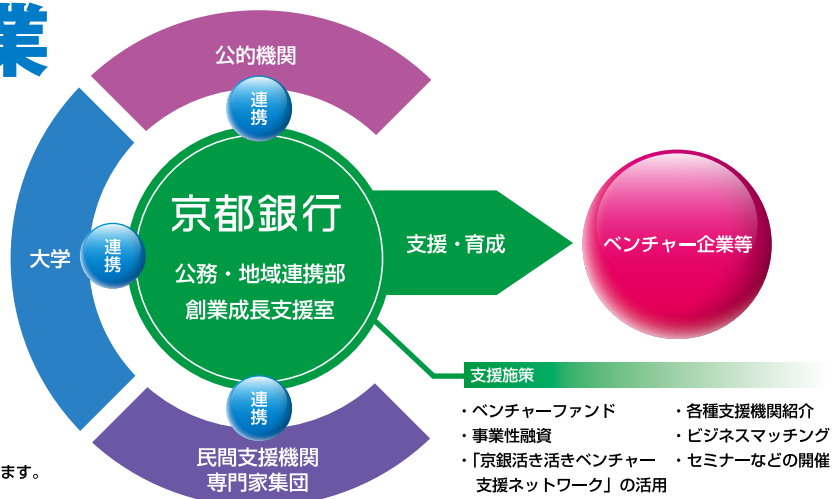 業
公的機関
連
携
京都銀行
公務・地域連携部
創業成長支援室
大学
連
携
支援・育成
ベンチャー企業等
連
携
民間支援機関
専門家集団
支援施策
・ベンチャーファンド
・事業性融資
・「京銀活き活きベンチャー
支援ネットワーク」の活用
・各種支援機関紹介
・ビジネスマッチング
・セミナーなどの開催
ます。